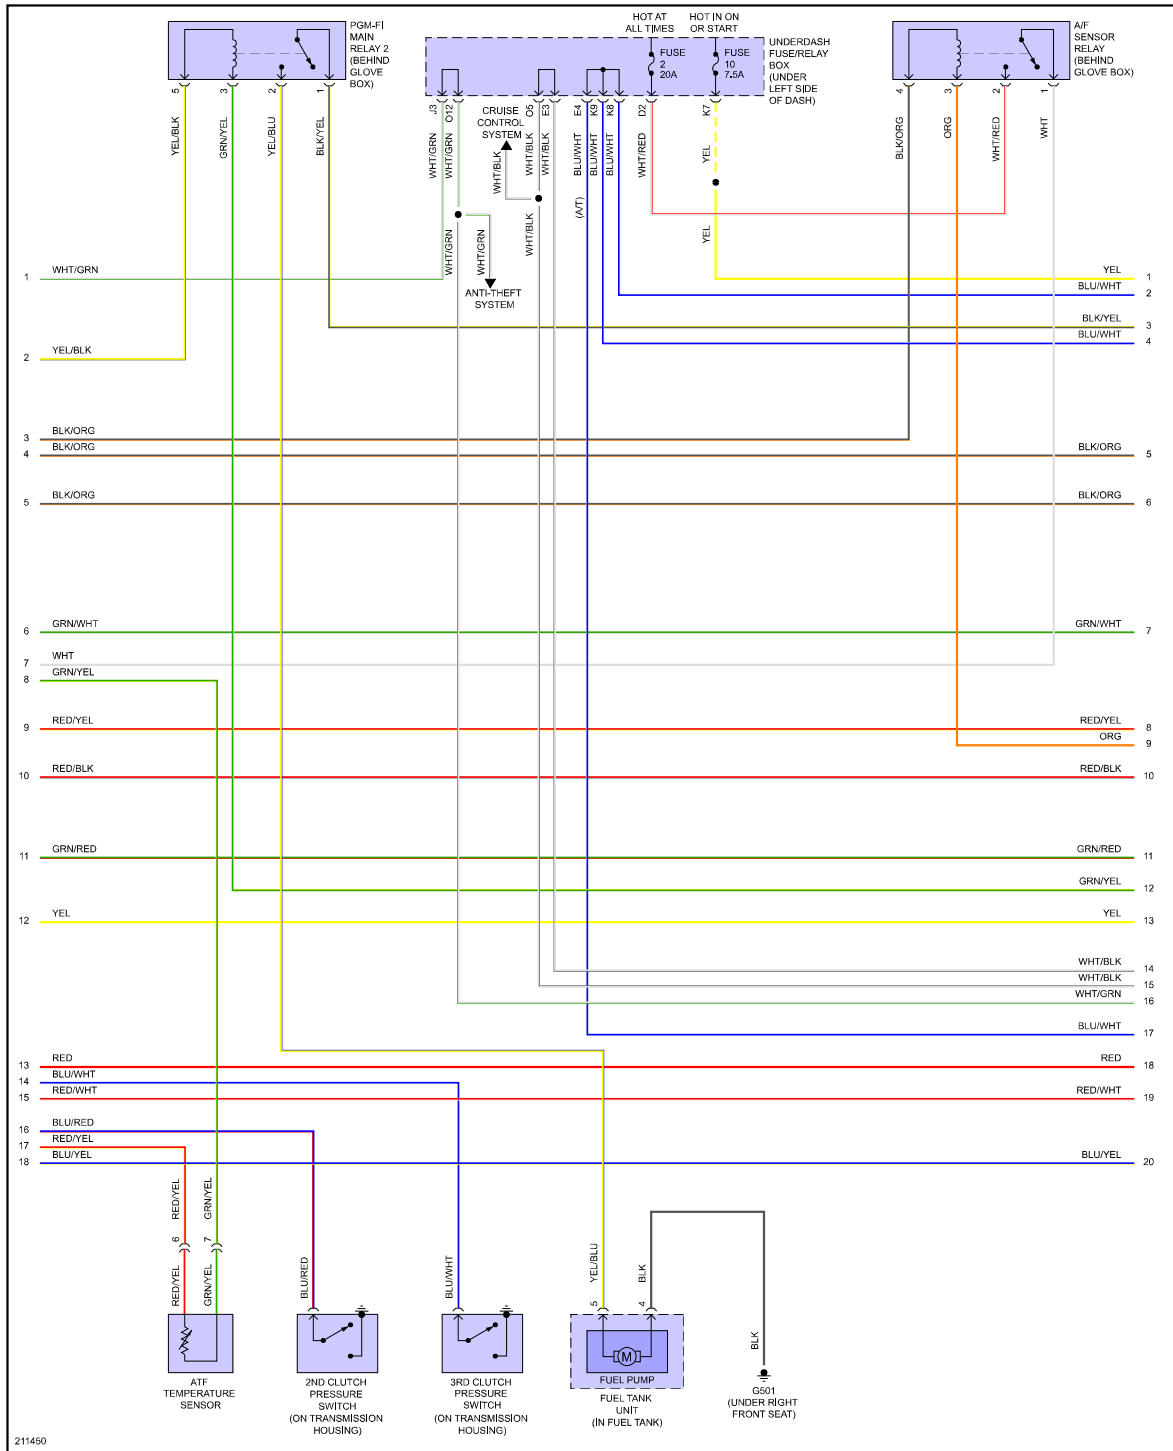 PGM-FI
MAIN
RELAY 2
(BEHIND
GLOVE
BOX)
HOT AT
ALL TIMES
HOT IN ON
OR START
FUSE
2
20A
FUSE
10
7.5A
UNDERDASH
FUSE/RELAY
BOX
(UNDER
LEFT SIDE
OF DASH)
A/F
SENSOR
RELAY
(BEHIND
GLOVE BOX)
5
3
2
1
J3
O12
O5
E3
E4
K9
K8
D2
K7
4
3
2
1
YEL/BLK
GRN/YEL
YEL/BLU
BLK/YEL
WHT/GRN
WHT/GRN
CRUISE
CONTROL
SYSTEM
WHT/BLK
WHT/BLK
WHT/BLK
BLU/WHT
BLU/WHT
BLU/WHT
WHT/RED
YEL
BLK/ORG
ORG
WHT/RED
WHT
(A/T)
WHT/GRN
WHT/GRN
WHT/BLK
YEL
ANTI-THEFT
SYSTEM
1 WHT/GRN
YEL 1
BLU/WHT 2
BLK/YEL 3
BLU/WHT 4
2 YEL/BLK
3 BLK/ORG
4 BLK/ORG
BLK/ORG 5
5 BLK/ORG
BLK/ORG 6
6 GRN/WHT
GRN/WHT 7
7 WHT
8 GRN/YEL
9 RED/YEL
RED/YEL 8
ORG 9
10 RED/BLK
RED/BLK 10
11 GRN/RED
GRN/RED 11
GRN/YEL 12
12 YEL
YEL 13
WHT/BLK 14
WHT/BLK 15
WHT/GRN 16
BLU/WHT 17
13 RED
RED 18
14 BLU/WHT
15 RED/WHT
RED/WHT 19
16 BLU/RED
17 RED/YEL
18 BLU/YEL
BLU/YEL 20
RED/YEL
GRN/YEL
6
7
RED/YEL
GRN/YEL
BLU/RED
BLU/WHT
YEL/BLU
BLK
5
4
BLK
M
FUEL PUMP
ATF
TEMPERATURE
SENSOR
2ND CLUTCH
PRESSURE
SWITCH
(ON TRANSMISSION
HOUSING)
3RD CLUTCH
PRESSURE
SWITCH
(ON TRANSMISSION
HOUSING)
FUEL TANK
UNIT
(IN FUEL TANK)
G501
(UNDER RIGHT
FRONT SEAT)
211450